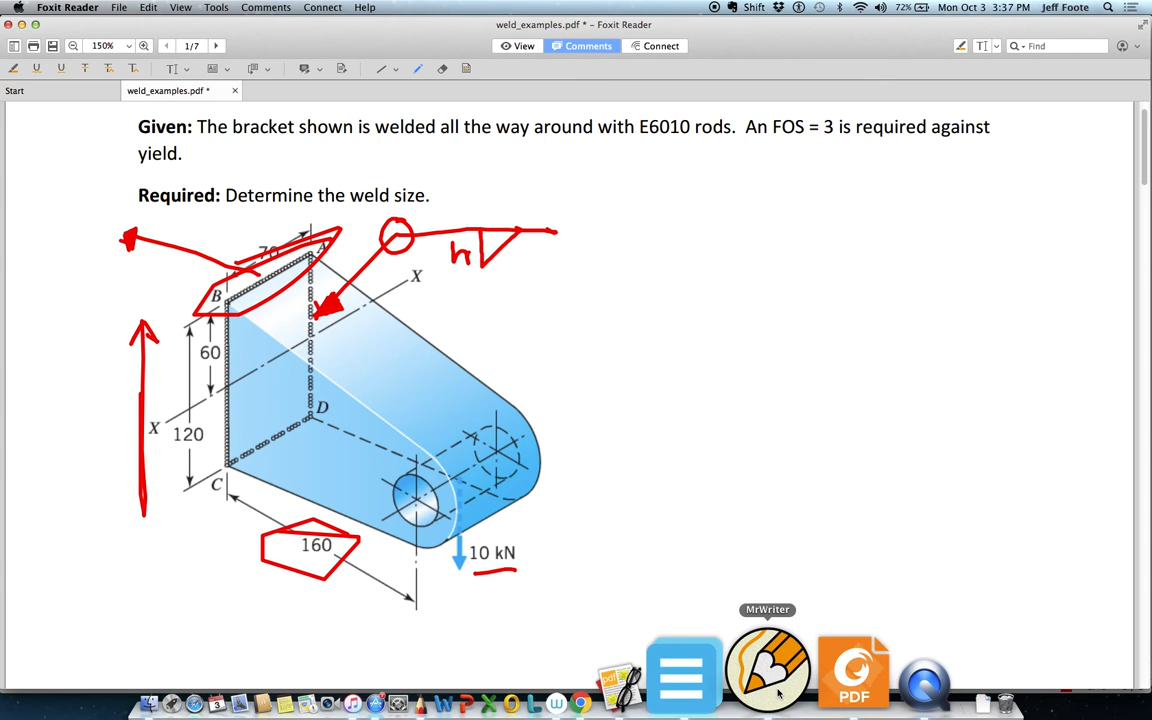 Foxit Reader File Edit View Tools Comments Connect Help Shift 72% Mon Oct 3 3:37 PM Jeff Foote
weld_examples.pdf * - Foxit Reader
150% 1/7 View Comments Connect Find
Start weld_examples.pdf *
Given: The bracket shown is welded all the way around with E6010 rods. An FOS = 3 is required against
yield.
Required: Determine the weld size.
70
A
h
X
B
60
D
X
120
C
160
10 kN
MrWriter
PDF